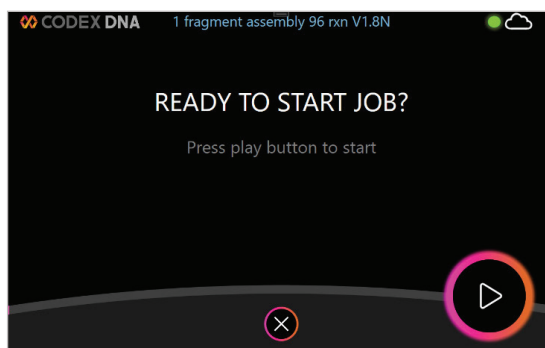 CODEX DNA 1 fragment assembly 96 rxn V1.8N
READY TO START JOB?
Press play button to start